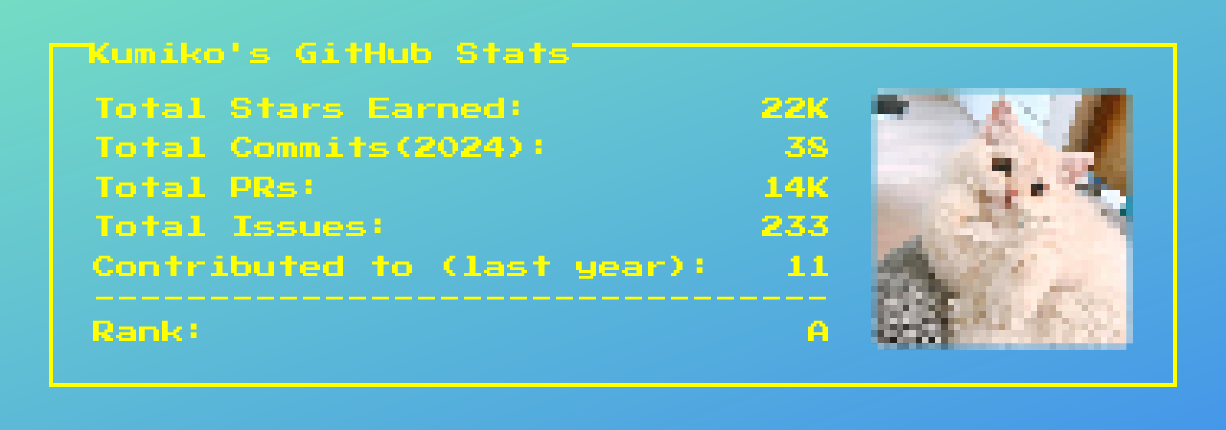 Kumiko's GitHub Stats
Total Stars Earned: 22K
Total Commits(2024): 38
Total PRs: 14K
Total Issues: 233
Contributed to (last year): 11
----------------------------------
Rank: A